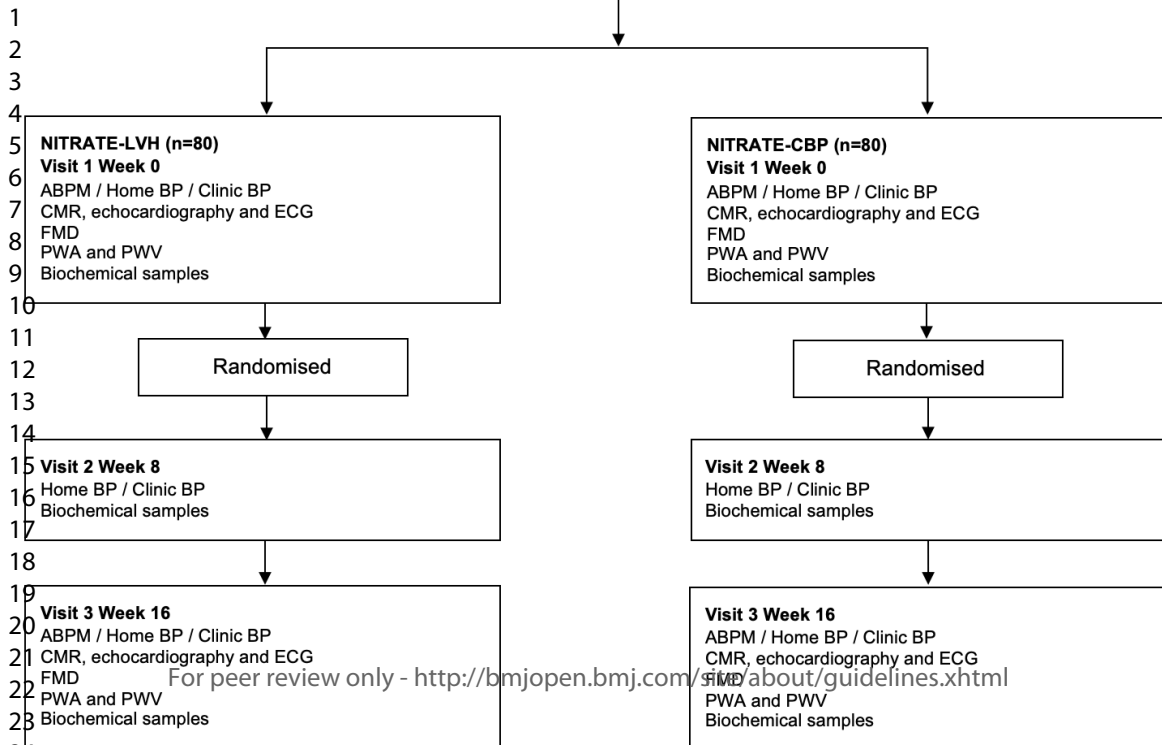 1
2
3
4
5
6
7
8
9
10
11
12
13
14
15
16
17
18
19
20
21
22
23
NITRATE-LVH (n=80)
Visit 1 Week 0
ABPM / Home BP / Clinic BP
CMR, echocardiography and ECG
FMD
PWA and PWV
Biochemical samples
NITRATE-CBP (n=80)
Visit 1 Week 0
ABPM / Home BP / Clinic BP
CMR, echocardiography and ECG
FMD
PWA and PWV
Biochemical samples
Randomised
Randomised
Visit 2 Week 8
Home BP / Clinic BP
Biochemical samples
Visit 2 Week 8
Home BP / Clinic BP
Biochemical samples
Visit 3 Week 16
ABPM / Home BP / Clinic BP
CMR, echocardiography and ECG
FMD
PWA and PWV
Biochemical samples
Visit 3 Week 16
ABPM / Home BP / Clinic BP
CMR, echocardiography and ECG
FMD
PWA and PWV
Biochemical samples
For peer review only - http://bmjopen.bmj.com/site/about/guidelines.xhtml